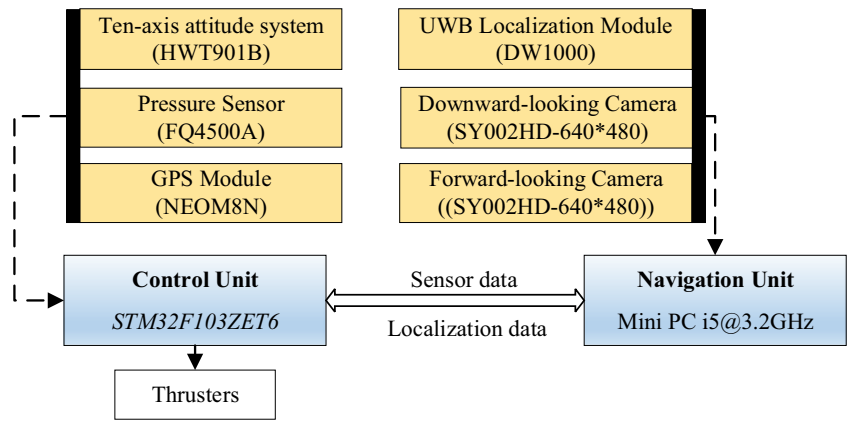 Ten-axis attitude system
(HWT901B)
Pressure Sensor
(FQ4500A)
GPS Module
(NEOM8N)
UWB Localization Module
(DW1000)
Downward-looking Camera
(SY002HD-640*480)
Forward-looking Camera
((SY002HD-640*480))
Control Unit
STM32F103ZET6
Sensor data
Localization data
Navigation Unit
Mini PC i5@3.2GHz
Thrusters